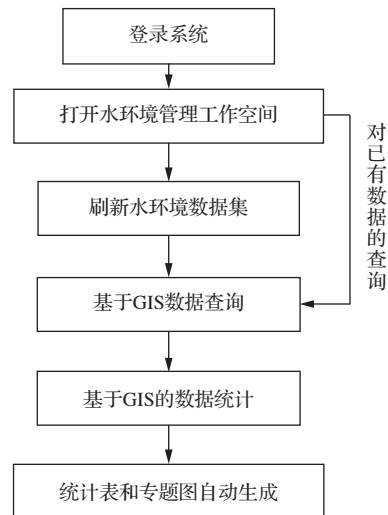 登录系统
打开水环境管理工作空间
对已有数据的查询
刷新水环境数据集
基于GIS数据查询
基于GIS的数据统计
统计表和专题图自动生成